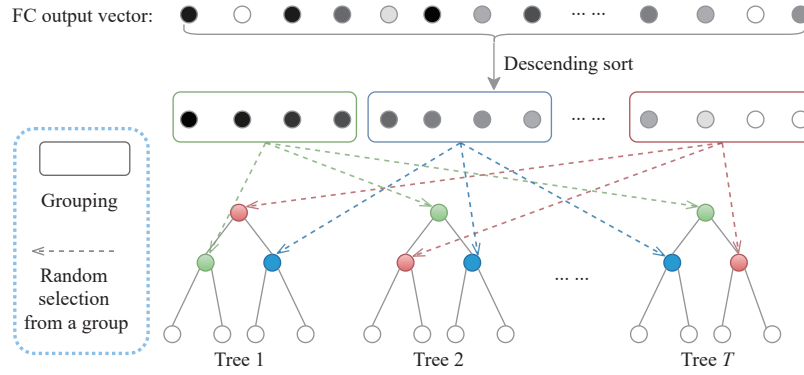 FC output vector:
... ...
Descending sort
... ...
Grouping
Random
selection
from a group
... ...
Tree 1
Tree 2
Tree T